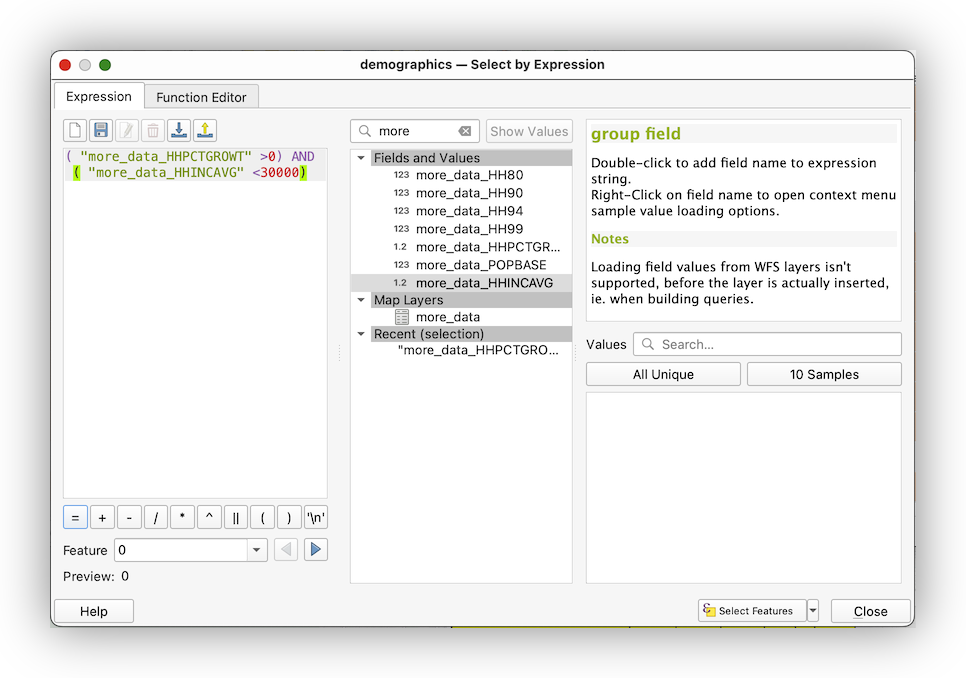 demographics — Select by Expression
Expression
Function Editor
( "more_data_HHPCTGROWT" >0) AND
( "more_data_HHINCAVG" <30000)
= + - / * ^ || ( ) '\n'
Feature 0
Preview: 0
more
Show Values
Fields and Values
123 more_data_HH80
123 more_data_HH90
123 more_data_HH94
123 more_data_HH99
1.2 more_data_HHPCTGR...
123 more_data_POPBASE
1.2 more_data_HHINCAVG
Map Layers
more_data
Recent (selection)
"more_data_HHPCTGRO...
group field
Double-click to add field name to expression
string.
Right-Click on field name to open context menu
sample value loading options.
Notes
Loading field values from WFS layers isn't
supported, before the layer is actually inserted,
ie. when building queries.
Values Search...
All Unique
10 Samples
Help
Select Features
Close